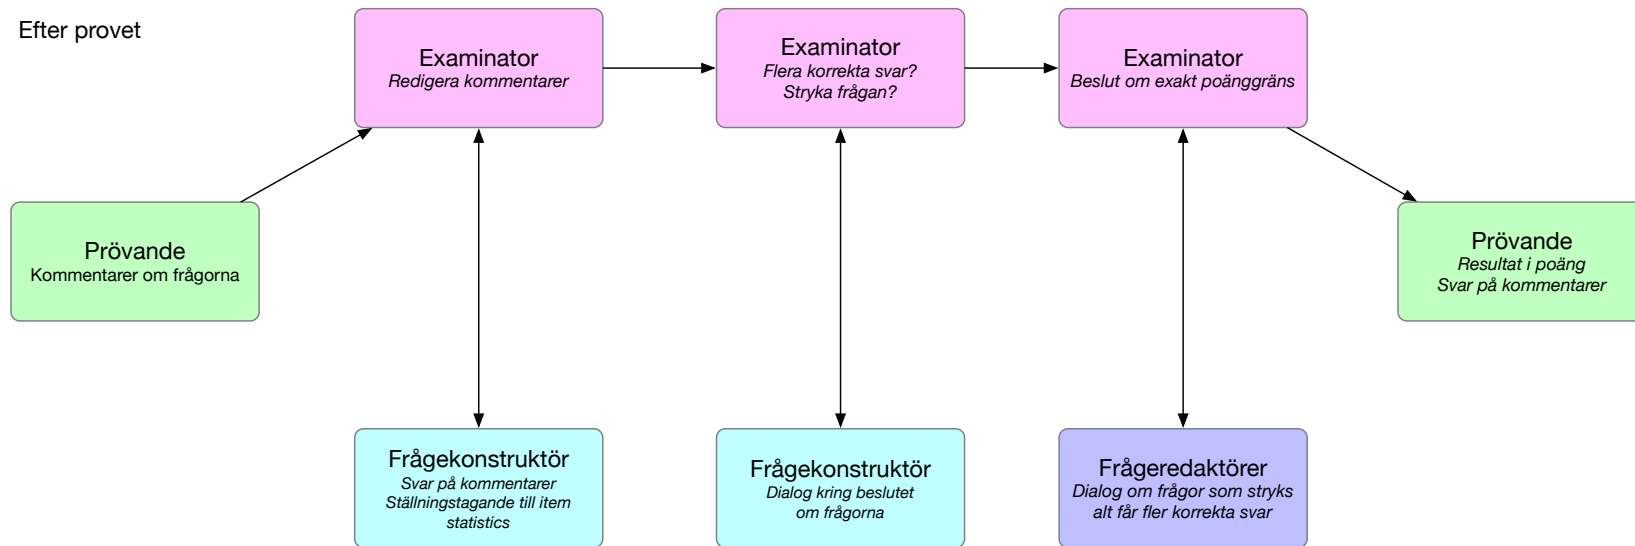 Efter provet
Examinator
Redigera kommentarer
Examinator
Flera korrekta svar?
Stryka frågan?
Examinator
Beslut om exakt poänggräns
Prövande
Kommentarer om frågorna
Prövande
Resultat i poäng
Svar på kommentarer
Frågekonstruktör
Svar på kommentarer
Ställningstagande till item
statistics
Frågekonstruktör
Dialog kring beslutet
om frågorna
Frågeredaktörer
Dialog om frågor som stryks
alt får fler korrekta svar